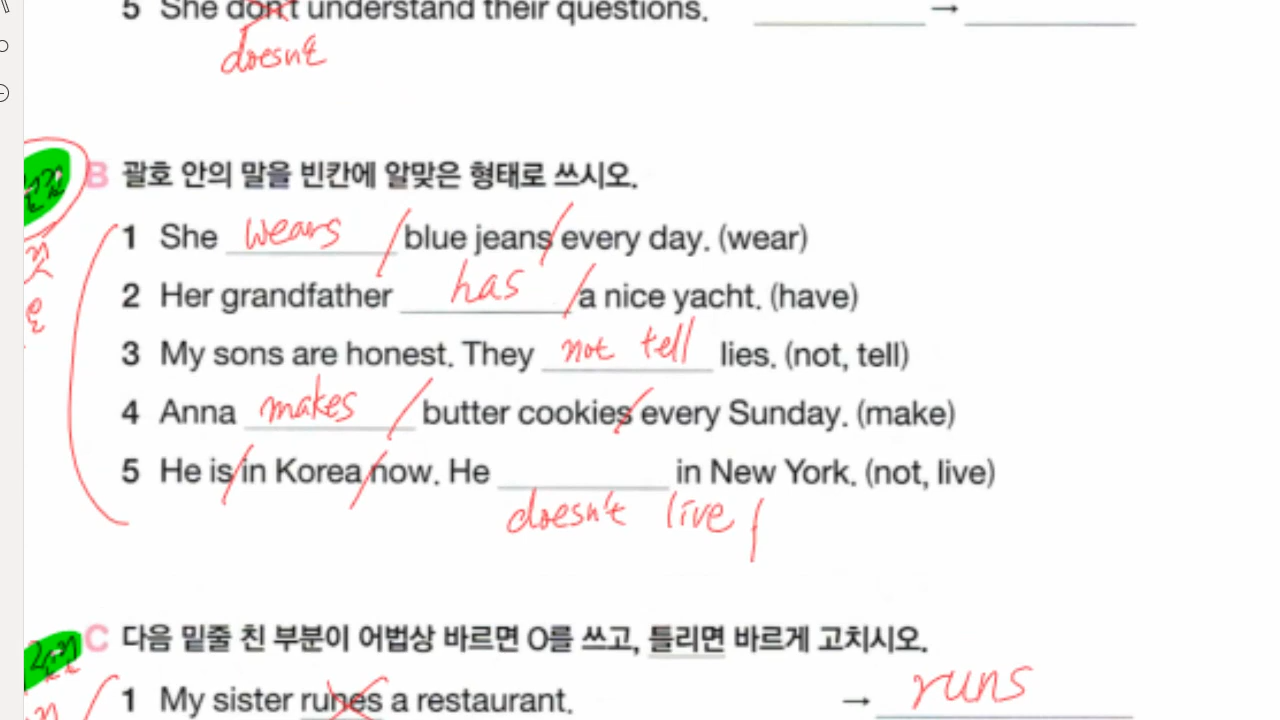 5 She don't understand their questions. → 
doesn't
B 괄호 안의 말을 빈칸에 알맞은 형태로 쓰시오.
1 She wears blue jeans every day. (wear)
2 Her grandfather has a nice yacht. (have)
3 My sons are honest. They not tell lies. (not, tell)
4 Anna makes butter cookies every Sunday. (make)
5 He is in Korea now. He in New York. (not, live)
doesn't live
C 다음 밑줄 친 부분이 어법상 바르면 O를 쓰고, 틀리면 바르게 고치시오.
1 My sister runes a restaurant. → runs